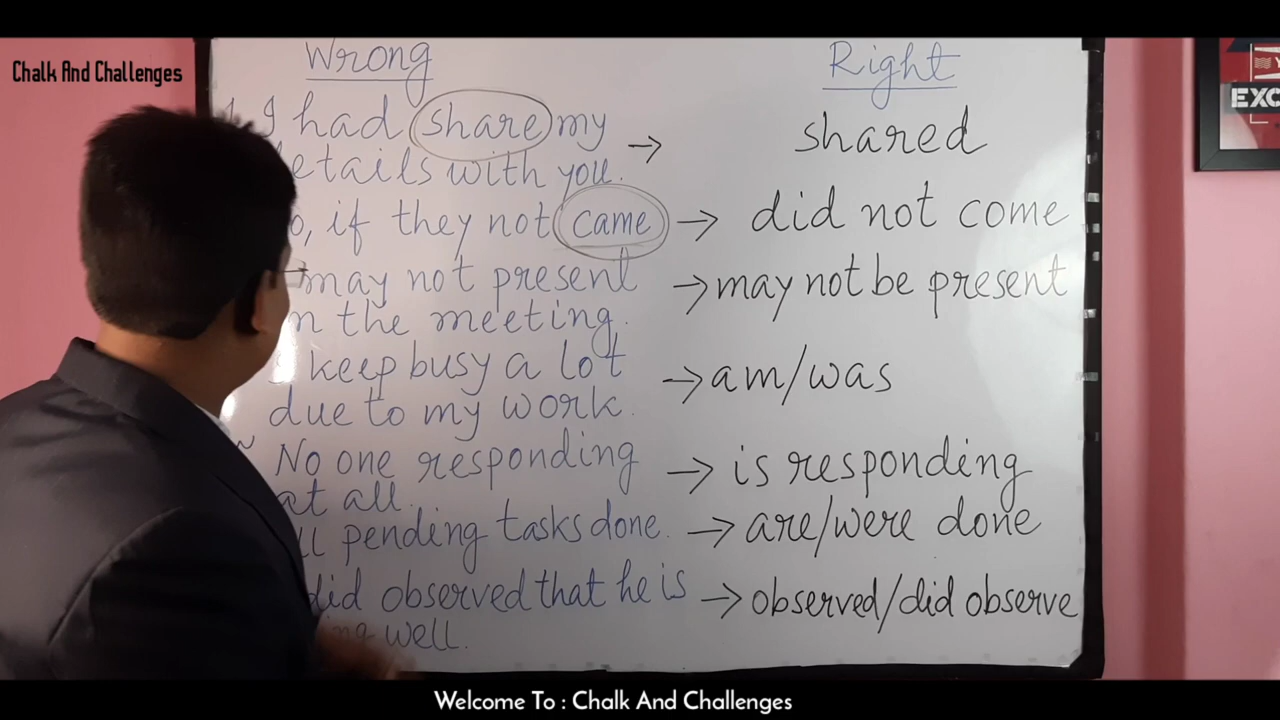 Chalk And Challenges
Wrong
Right
I had share my
details with you.
→ shared
if they not came → did not come
may not present
in the meeting.
→ may not be present
keep busy a lot
due to my work.
→ am/was
No one responding
at all.
→ is responding
pending tasks done. → are/were done
did observed that he is
well.
→ observed/did observe
EXC
Welcome To : Chalk And Challenges